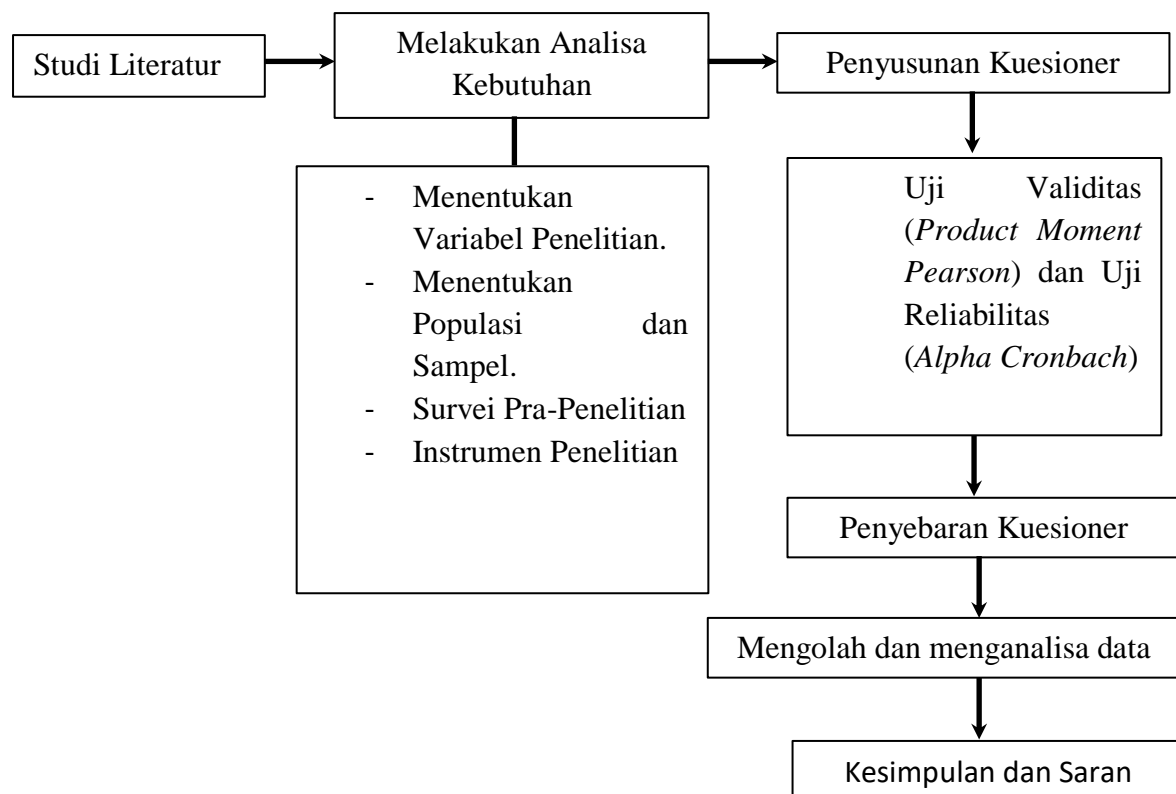 Studi Literatur
Melakukan Analisa
Kebutuhan
Penyusunan Kuesioner
- Menentukan
Variabel Penelitian.
- Menentukan
Populasi dan
Sampel.
- Survei Pra-Penelitian
- Instrumen Penelitian
Uji Validitas
(Product Moment
Pearson) dan Uji
Reliabilitas
(Alpha Cronbach)
Penyebaran Kuesioner
Mengolah dan menganalisa data
Kesimpulan dan Saran